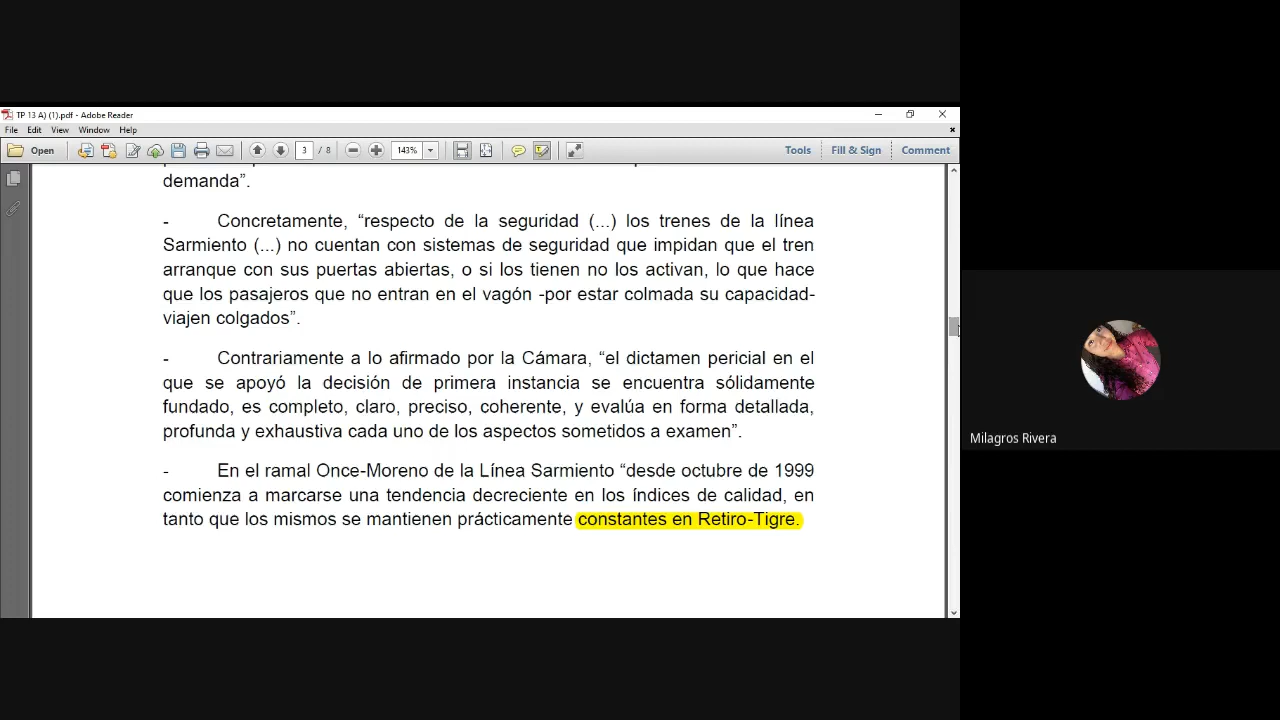 TP 13 A) (1).pdf - Adobe Reader
File Edit View Window Help
Open 3 / 8 143% Tools Fill & Sign Comment
demanda”.
- Concretamente, “respecto de la seguridad (...) los trenes de la línea
Sarmiento (...) no cuentan con sistemas de seguridad que impidan que el tren
arranque con sus puertas abiertas, o si los tienen no los activan, lo que hace
que los pasajeros que no entran en el vagón -por estar colmada su capacidad-
viajen colgados”.
- Contrariamente a lo afirmado por la Cámara, “el dictamen pericial en el
que se apoyó la decisión de primera instancia se encuentra sólidamente
fundado, es completo, claro, preciso, coherente, y evalúa en forma detallada,
profunda y exhaustiva cada uno de los aspectos sometidos a examen”.
- En el ramal Once-Moreno de la Línea Sarmiento “desde octubre de 1999
comienza a marcarse una tendencia decreciente en los índices de calidad, en
tanto que los mismos se mantienen prácticamente constantes en Retiro-Tigre.
Milagros Rivera